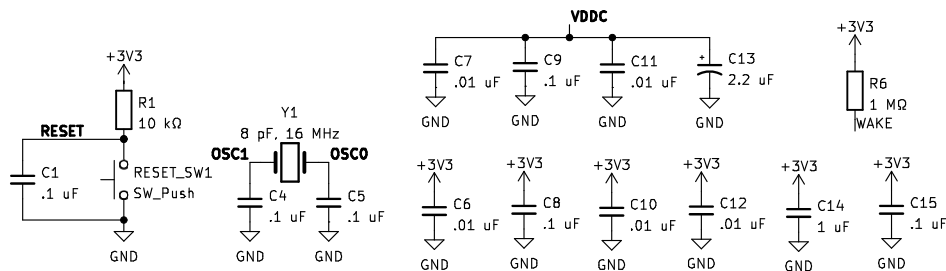 +3V3
R1
10 kΩ
RESET
C1
.1 uF
RESET_SW1
SW_Push
GND
Y1
8 pF, 16 MHz
OSC1
OSC0
C4
.1 uF
C5
.1 uF
GND
GND
VDDC
C7
.01 uF
GND
C9
.1 uF
GND
C11
.01 uF
GND
+
C13
2.2 uF
GND
+3V3
R6
1 MΩ
WAKE
+3V3
C6
.01 uF
GND
+3V3
C8
.1 uF
GND
+3V3
C10
.01 uF
GND
+3V3
C12
.01 uF
GND
+3V3
C14
1 uF
GND
+3V3
C15
.1 uF
GND